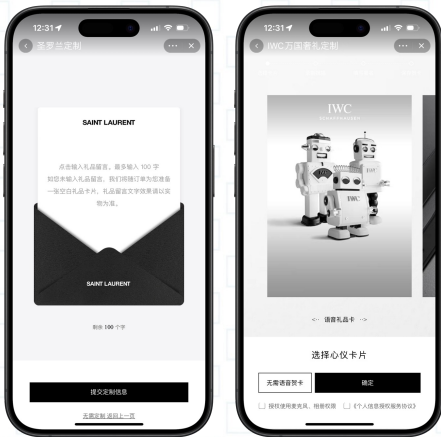 12:31
圣罗兰定制
SAINT LAURENT
点击输入礼品留言，最多输入 100 字
如您未输入礼品留言，我们将随订单为您准备
一张空白礼品卡片，礼品留言文字效果请以实
物为准。
SAINT LAURENT
剩余 100 个字
提交定制信息
无需定制 返回上一页
12:31
IWC万国著礼定制
IWC
SCHAFFHAUSEN
IWC
<·· 语音礼品卡 ··>
选择心仪卡片
无需语音贺卡
确定
授权使用麦克风、相册权限
《个人信息授权服务协议》